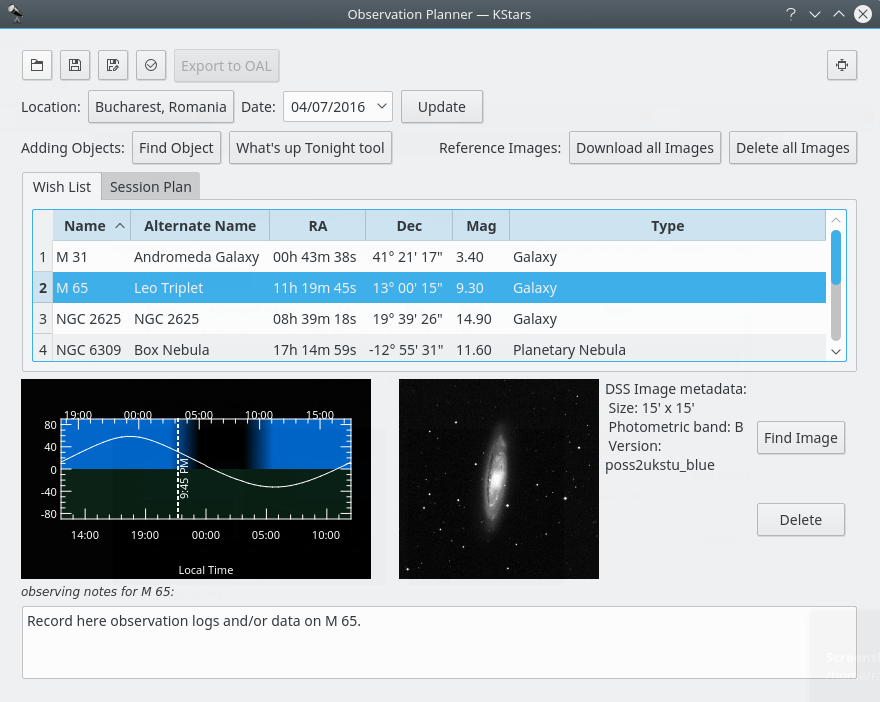 Observation Planner — KStars
Export to OAL
Location: Bucharest, Romania Date: 04/07/2016 Update
Adding Objects: Find Object What's up Tonight tool Reference Images: Download all Images Delete all Images
Wish List Session Plan
Name Alternate Name RA Dec Mag Type
1 M 31 Andromeda Galaxy 00h 43m 38s 41° 21' 17" 3.40 Galaxy
2 M 65 Leo Triplet 11h 19m 45s 13° 00' 15" 9.30 Galaxy
3 NGC 2625 NGC 2625 08h 39m 18s 19° 39' 26" 14.90 Galaxy
4 NGC 6309 Box Nebula 17h 14m 59s -12° 55' 31" 11.60 Planetary Nebula
19:00 00:00 05:00 10:00 15:00
80
40
0
-40
-80
9:45 PM
14:00 19:00 00:00 05:00 10:00
Local Time
DSS Image metadata:
Size: 15' x 15'
Photometric band: B
Version:
poss2ukstu_blue
Find Image
Delete
observing notes for M 65:
Record here observation logs and/or data on M 65.